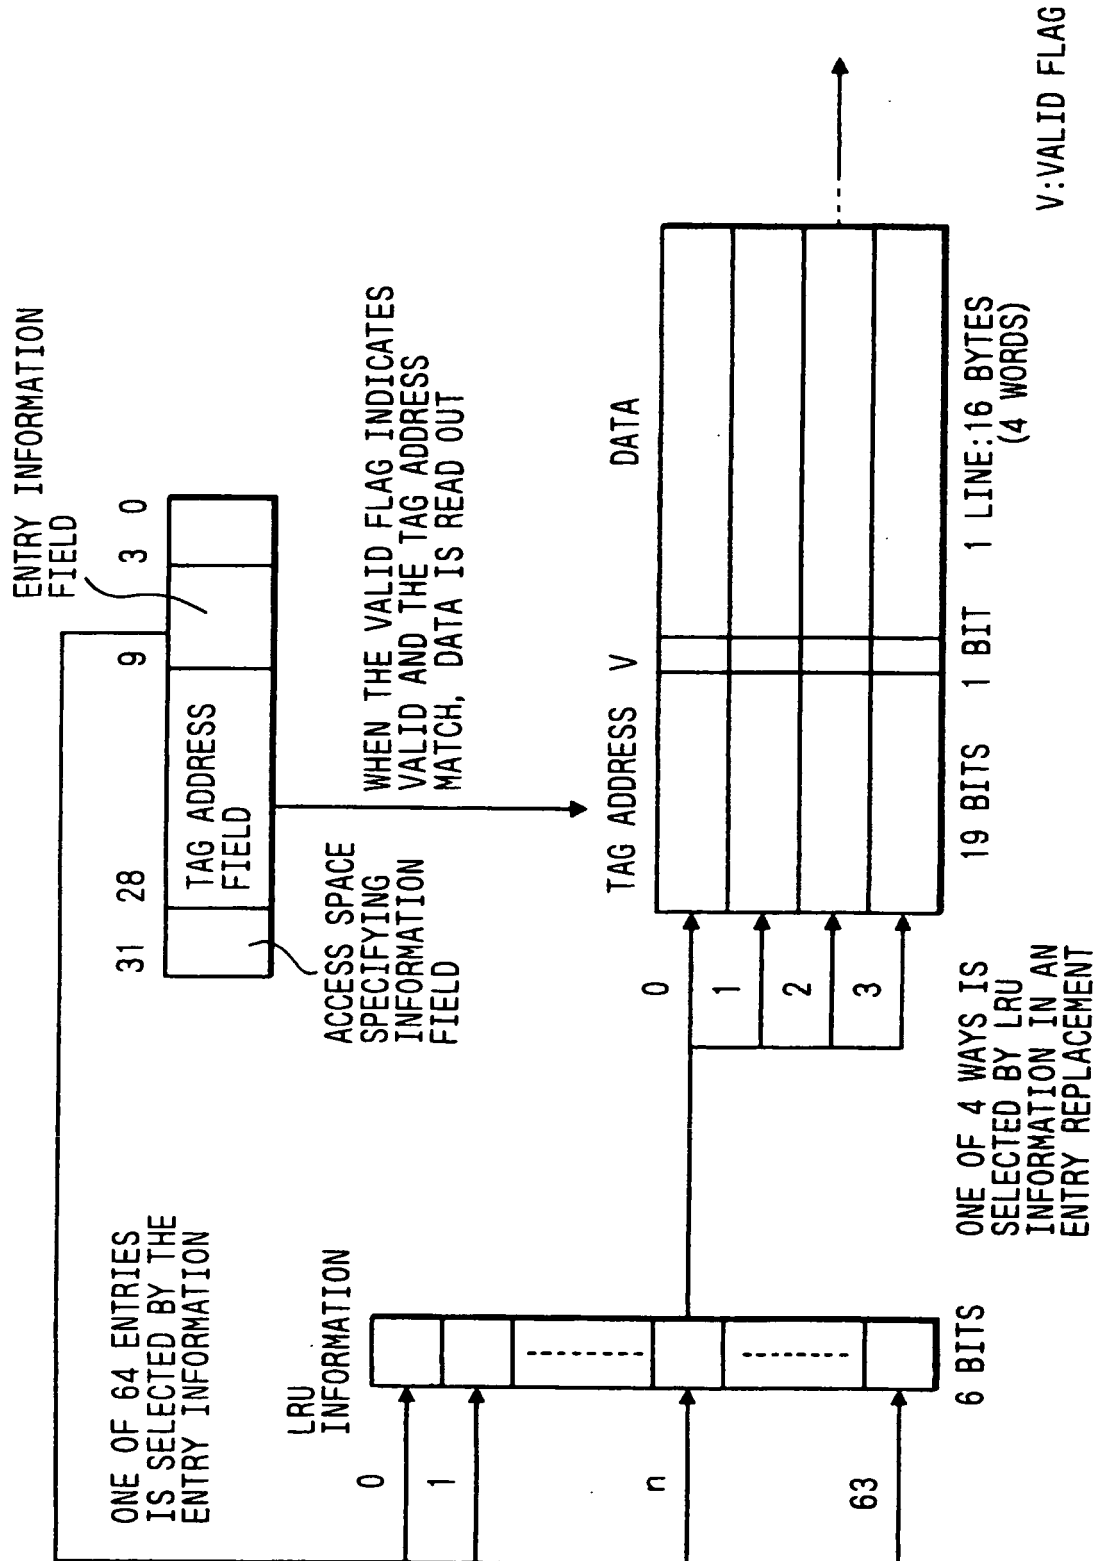 ONE OF 64 ENTRIES
IS SELECTED BY THE
ENTRY INFORMATION
ENTRY INFORMATION
FIELD
31
28
9
3
0
TAG ADDRESS
FIELD
ACCESS SPACE
SPECIFYING
INFORMATION
FIELD
WHEN THE VALID FLAG INDICATES
VALID AND THE TAG ADDRESS
MATCH, DATA IS READ OUT
LRU
INFORMATION
0
1
n
63
6 BITS
0
1
2
3
TAG ADDRESS
V
DATA
19 BITS
1 BIT
1 LINE:16 BYTES
(4 WORDS)
ONE OF 4 WAYS IS
SELECTED BY LRU
INFORMATION IN AN
ENTRY REPLACEMENT
V:VALID FLAG